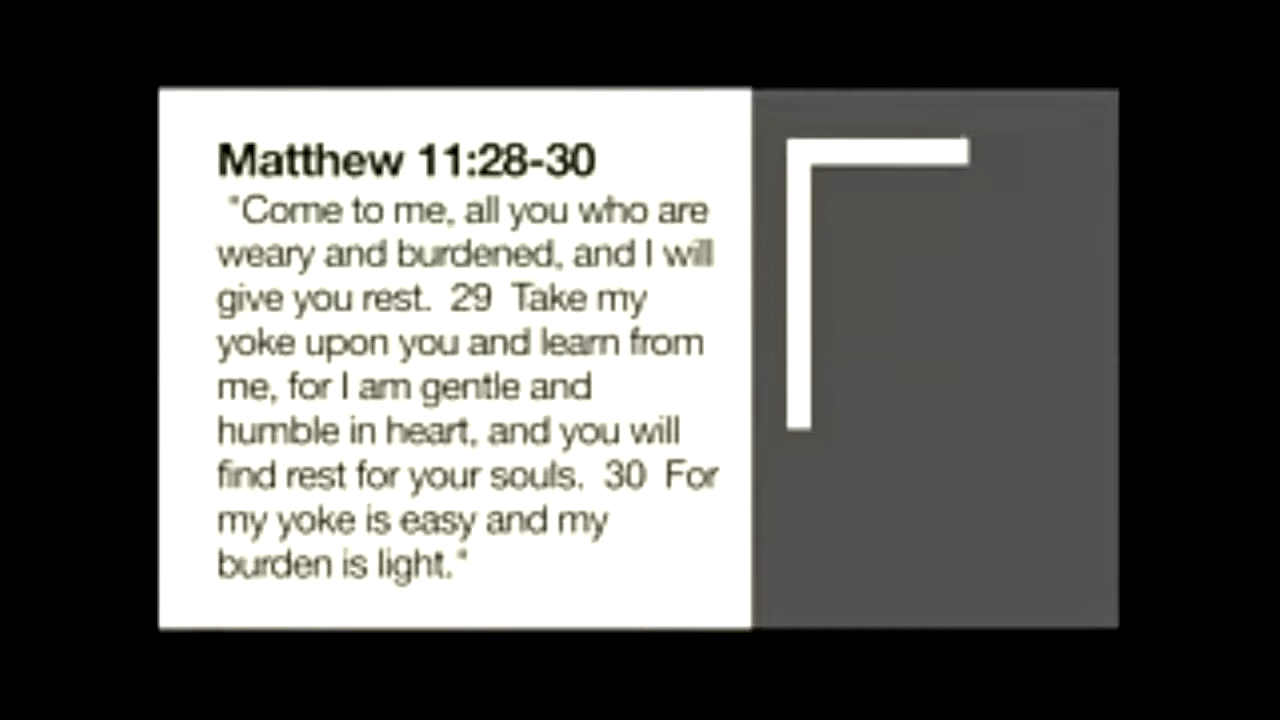 Matthew 11:28-30
"Come to me, all you who are
weary and burdened, and I will
give you rest. 29 Take my
yoke upon you and learn from
me, for I am gentle and
humble in heart, and you will
find rest for your souls. 30 For
my yoke is easy and my
burden is light."